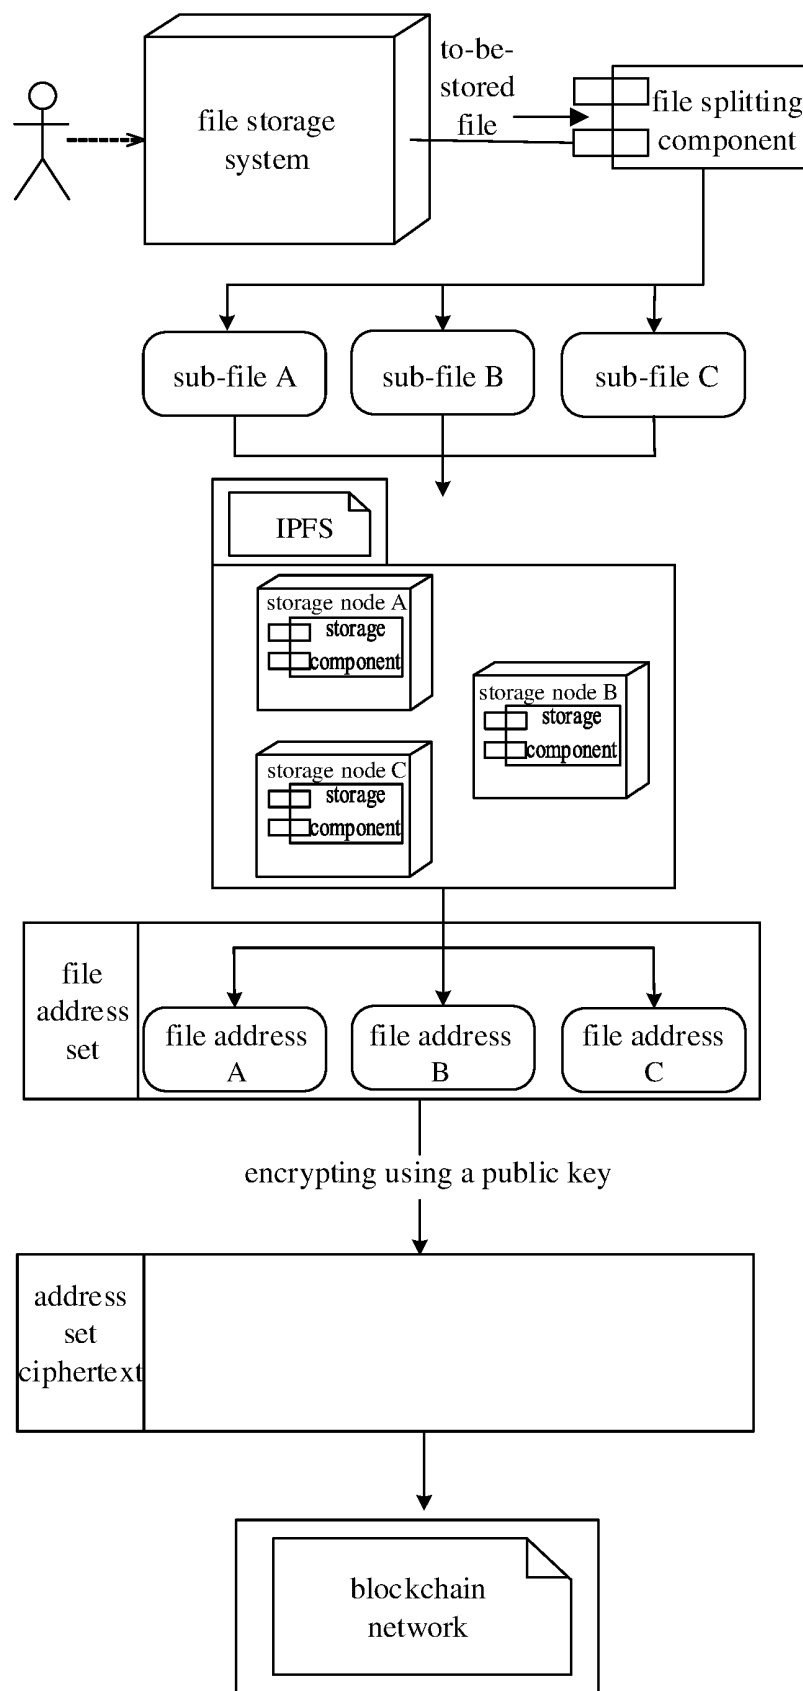 file storage
system
to-be-
stored
file
file splitting
component
sub-file A
sub-file B
sub-file C
IPFS
storage node A
storage
component
storage node B
storage
component
storage node C
storage
component
file
address
set
file address
A
file address
B
file address
C
encrypting using a public key
address
set
ciphertext
blockchain
network